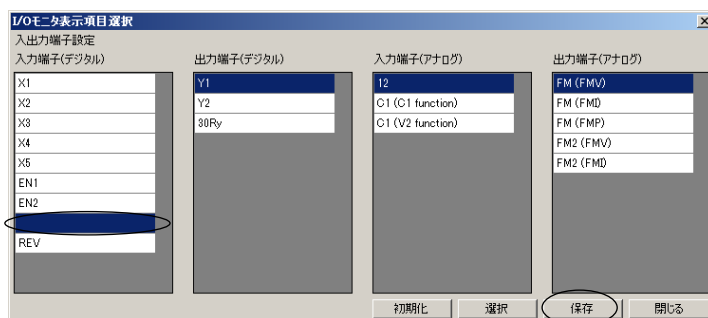 I/Oモニタ表示項目選択
入出力端子設定
入力端子(デジタル)
X1
X2
X3
X4
X5
EN1
EN2
REV
出力端子(デジタル)
Y1
Y2
30Ry
入力端子(アナログ)
12
C1 (C1 function)
C1 (V2 function)
出力端子(アナログ)
FM (FMV)
FM (FMI)
FM (FMP)
FM2 (FMV)
FM2 (FMI)
初期化 選択 保存 閉じる